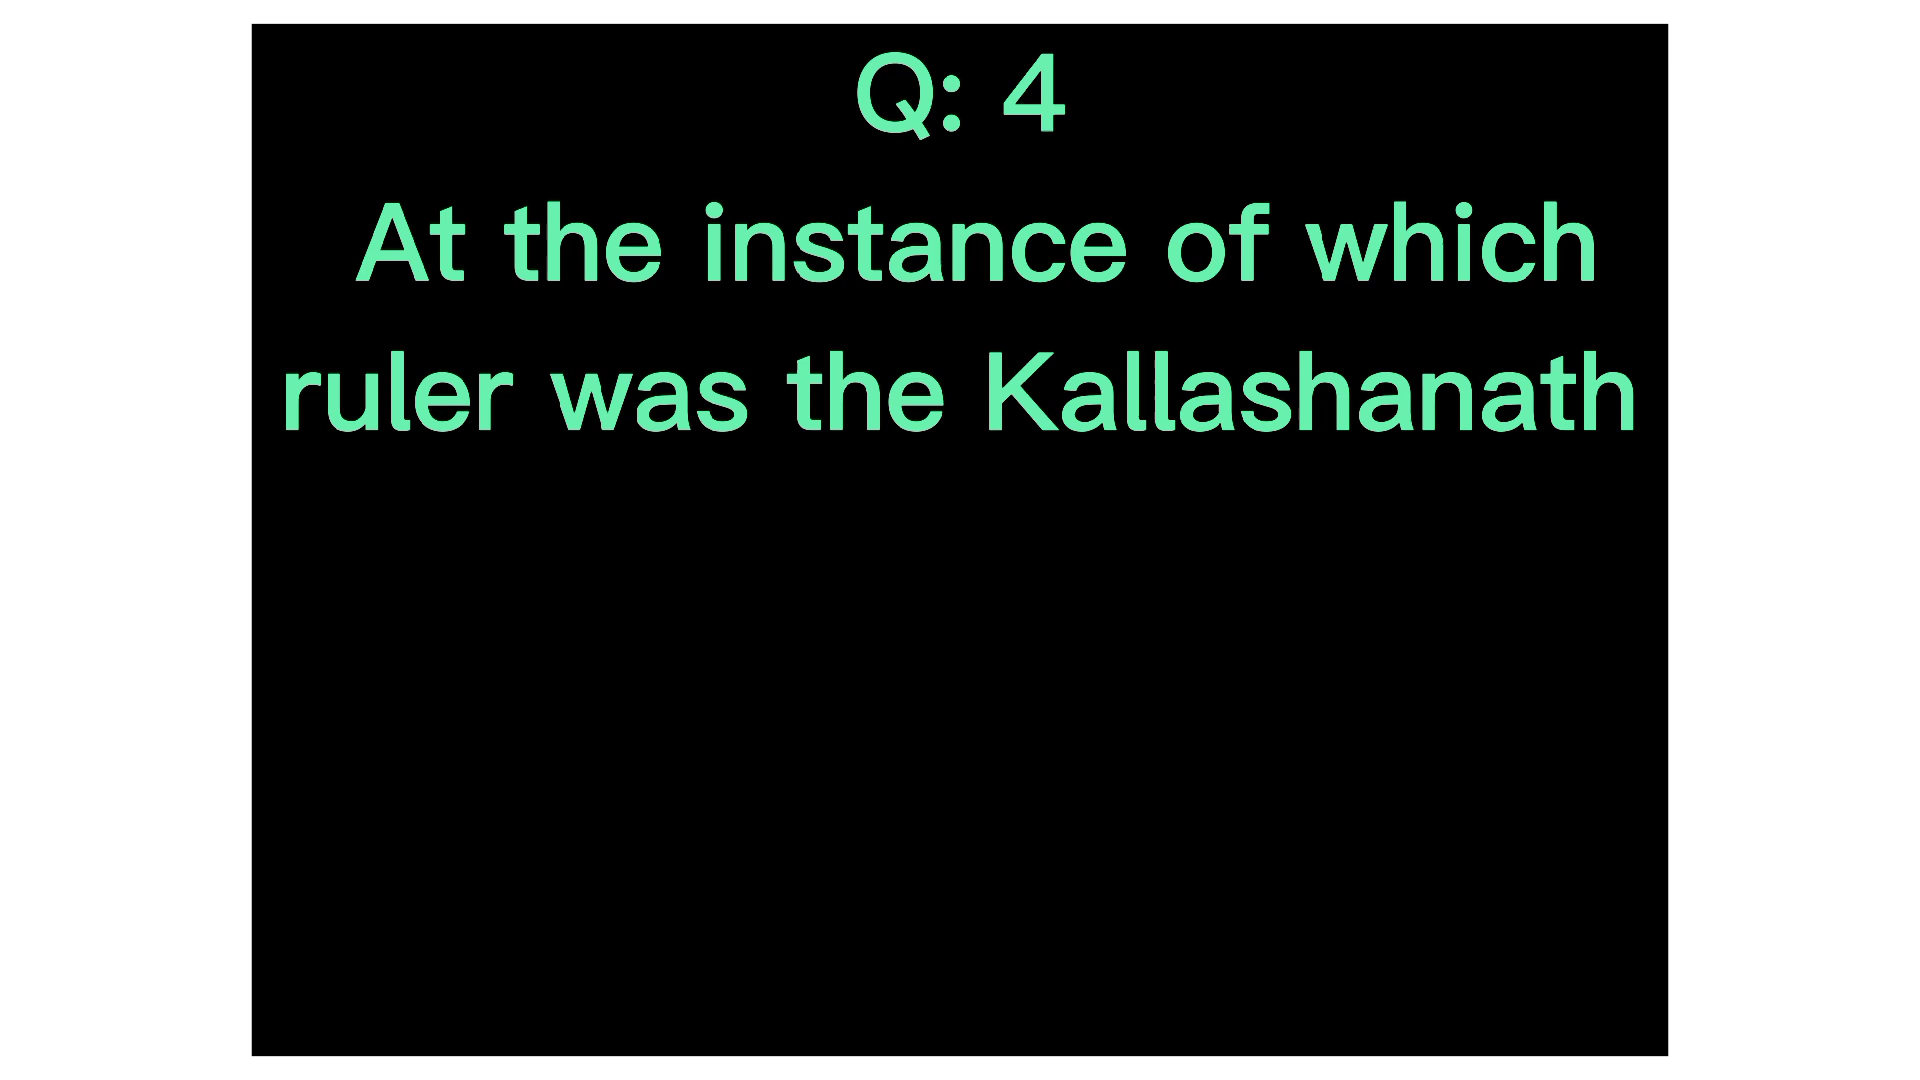 Q: 4
At the instance of which
ruler was the Kallashanath